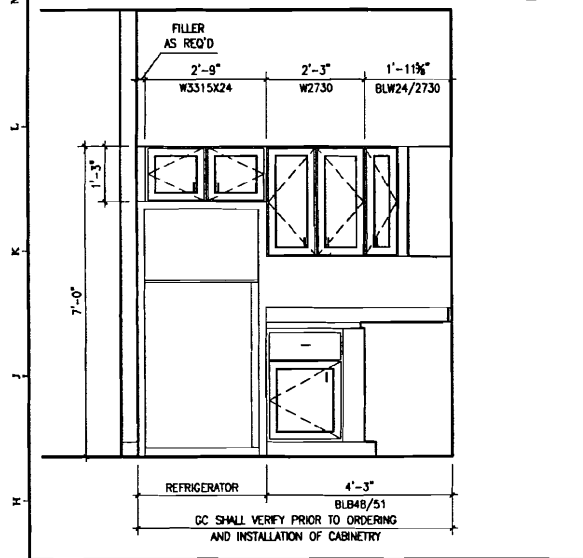 FILLER
AS REQ'D
2'-9" 2'-3" 1'-11⅝"
W3315X24 W2730 BLW24/2730
L
1'-3"
K
7'-0"
J
REFRIGERATOR 4'-3"
H
BLB48/51
GC SHALL VERIFY PRIOR TO ORDERING
AND INSTALLATION OF CABINETRY